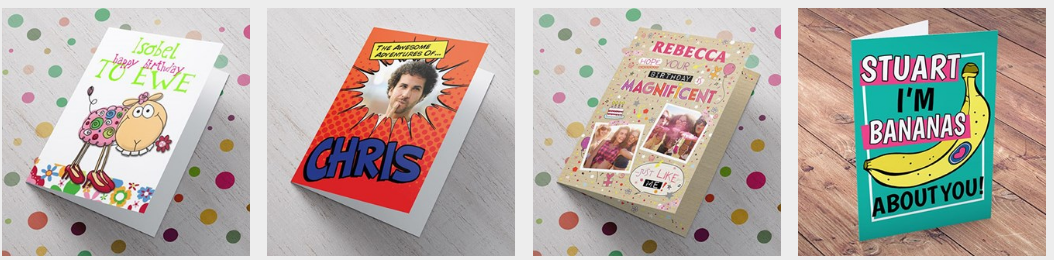 Isabel
happy birthday
TO EWE
THE AWESOME
ADVENTURES OF...
CHRIS
REBECCA
HOPE YOUR
BIRTHDAY IS
MAGNIFICENT
JUST LIKE
ME!
STUART
I'M
BANANAS
ABOUT YOU!